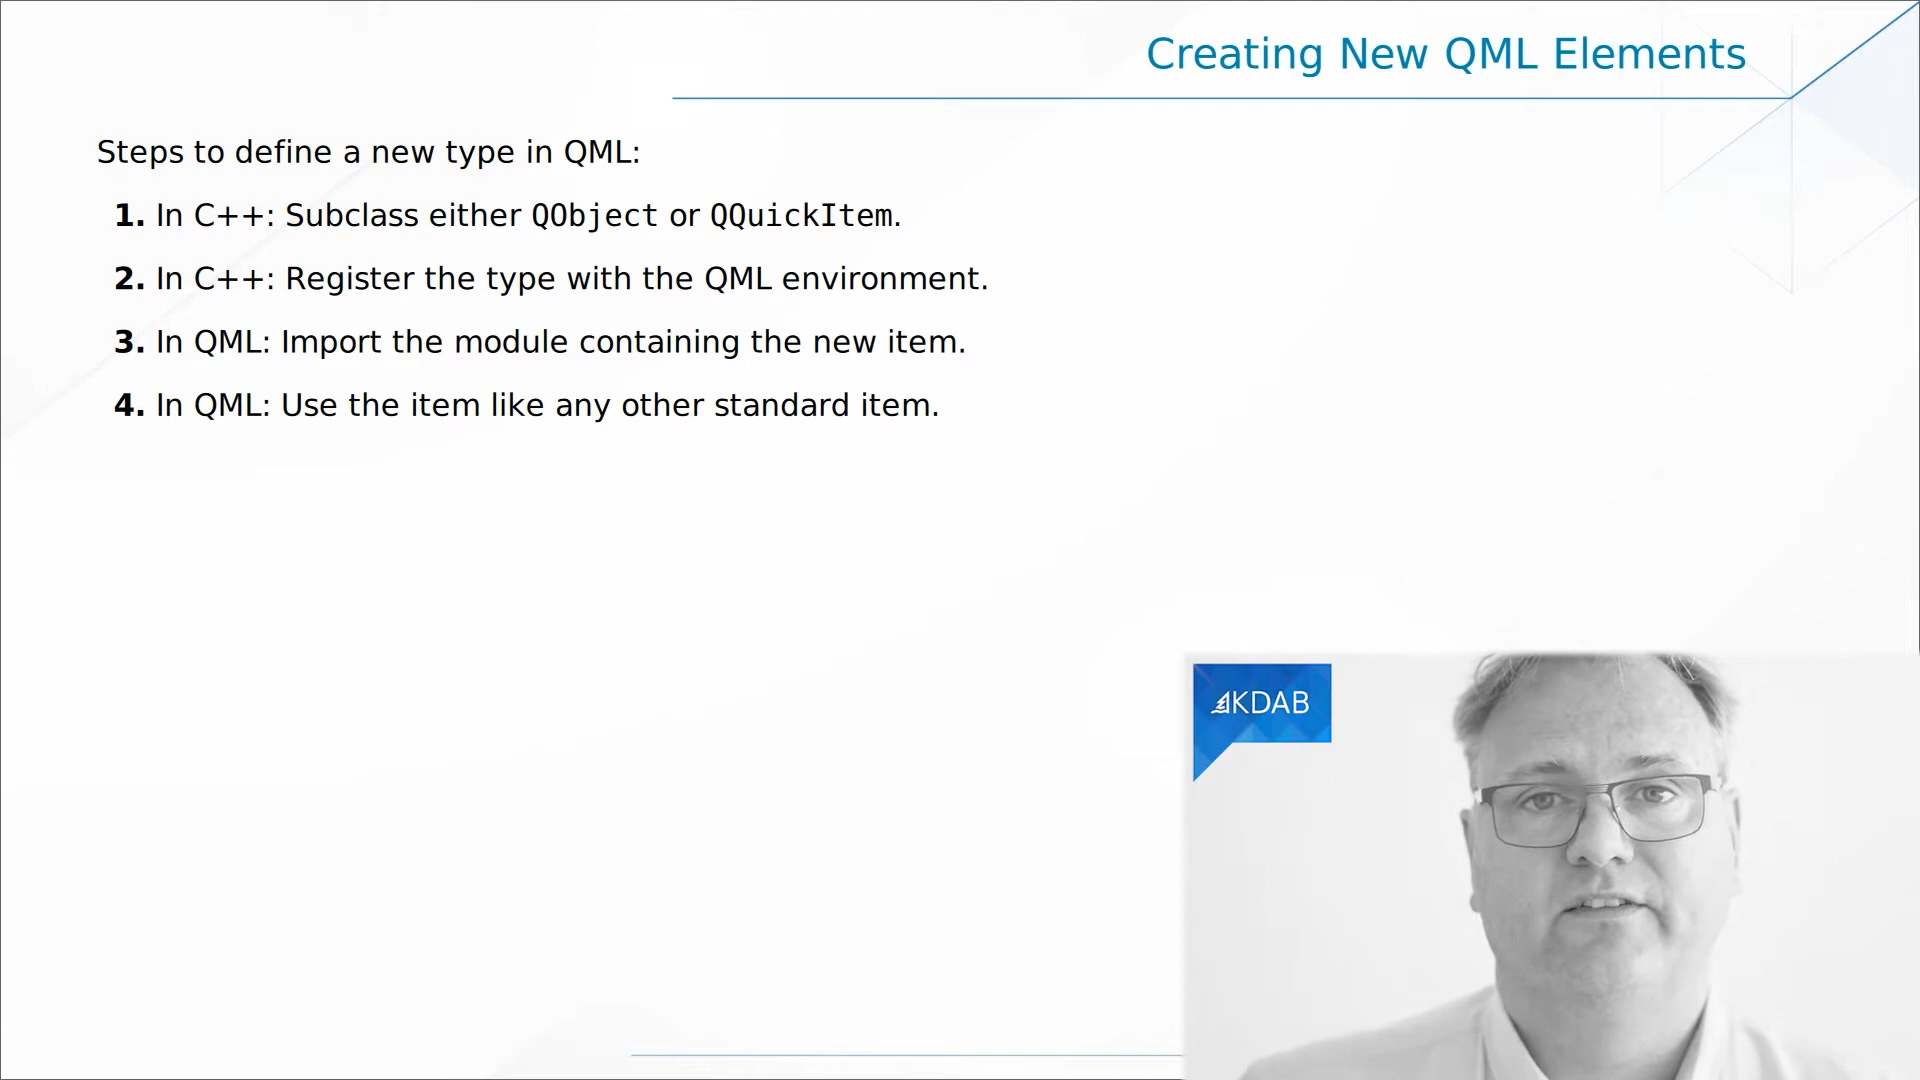 Creating New QML Elements
Steps to define a new type in QML:
1. In C++: Subclass either QObject or QQuickItem.
2. In C++: Register the type with the QML environment.
3. In QML: Import the module containing the new item.
4. In QML: Use the item like any other standard item.
KDAB